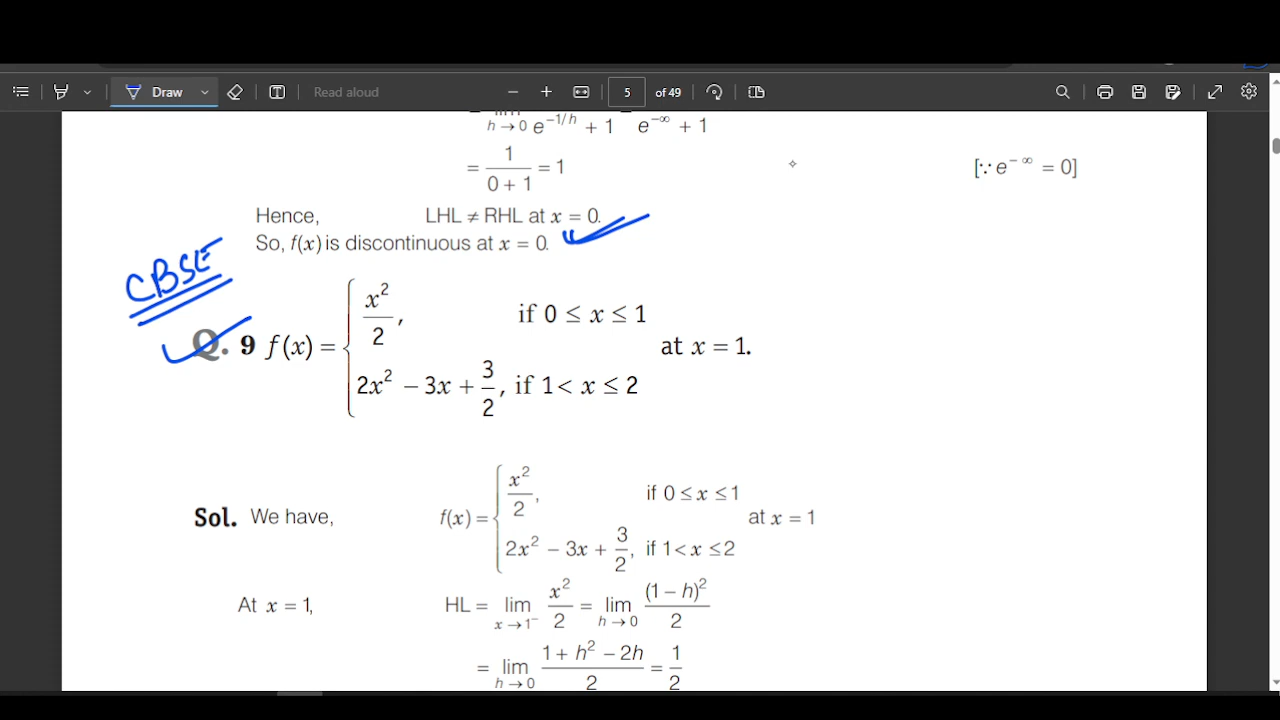 Draw
Read aloud
5 of 49
h → 0 e^{−1/h} + 1 e^{−∞} + 1
= 1/(0 + 1) = 1 [∵ e^{−∞} = 0]
Hence, LHL ≠ RHL at x = 0.
So, f(x) is discontinuous at x = 0.
CBSE
Q. 9 f(x) = { x²/2, if 0 ≤ x ≤ 1
2x² − 3x + 3/2, if 1 < x ≤ 2 at x = 1.
Sol. We have, f(x) = { x²/2, if 0 ≤ x ≤ 1
2x² − 3x + 3/2, if 1 < x ≤ 2 at x = 1
At x = 1, HL = lim x → 1⁻ x²/2 = lim h → 0 (1 − h)²/2
= lim h → 0 (1 + h² − 2h)/2 = 1/2